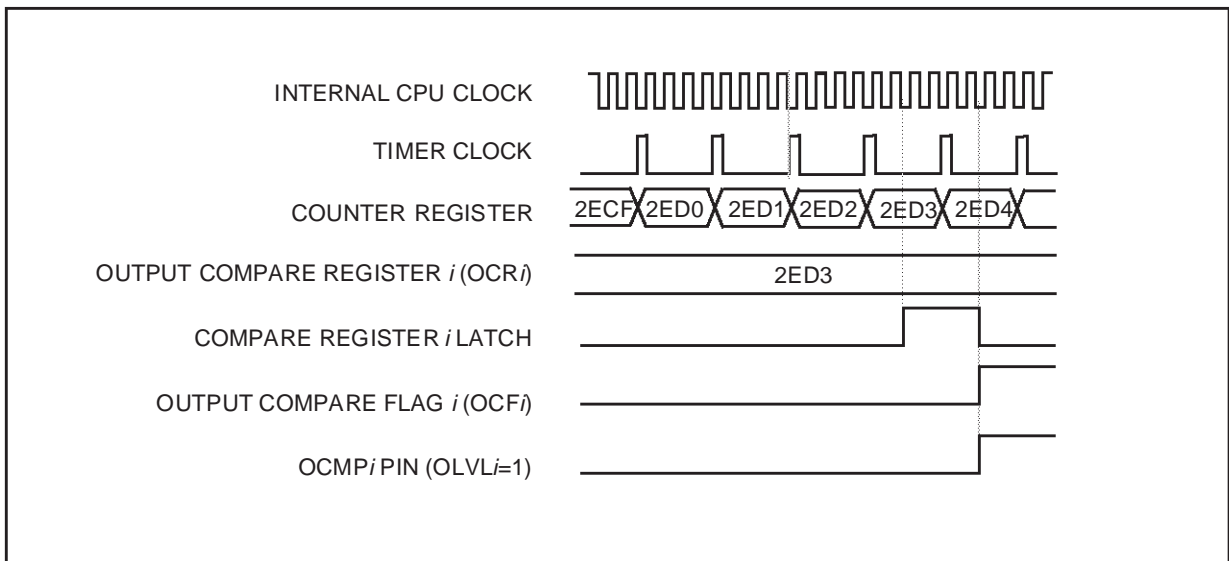 INTERNAL CPU CLOCK
TIMER CLOCK
COUNTER REGISTER 2ECF 2ED0 2ED1 2ED2 2ED3 2ED4
OUTPUT COMPARE REGISTER i (OCRi) 2ED3
COMPARE REGISTER i LATCH
OUTPUT COMPARE FLAG i (OCFi)
OCMPi PIN (OLVLi=1)